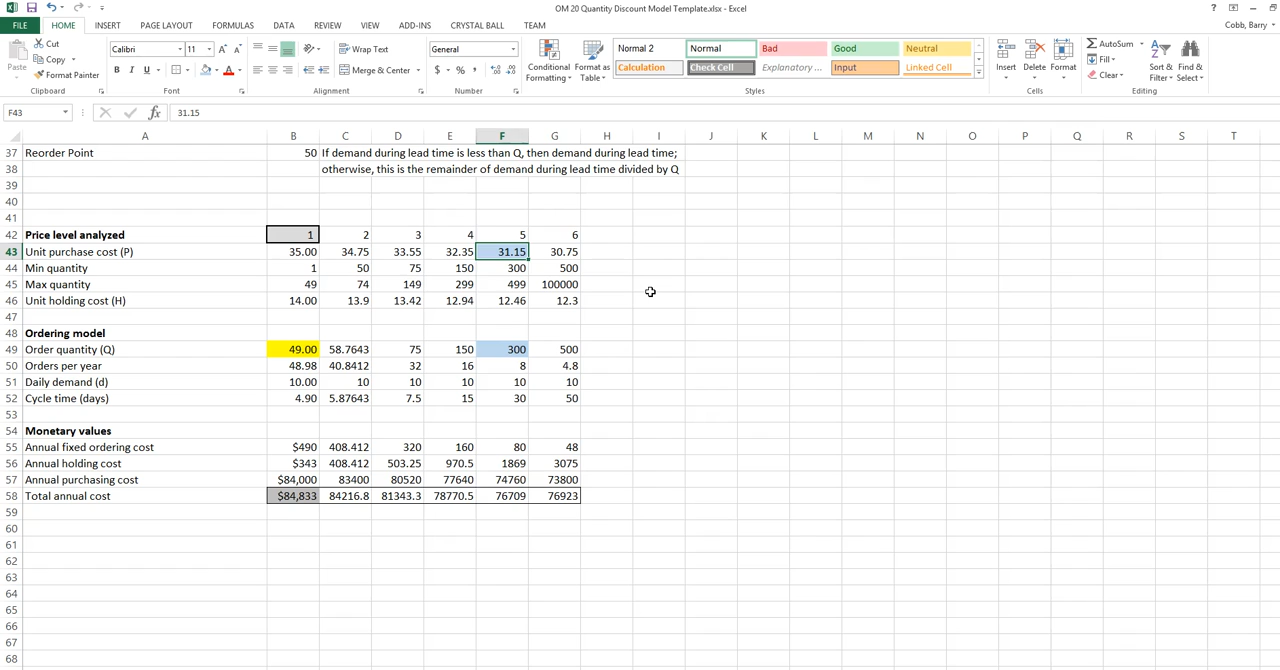 OM 20 Quantity Discount Model Template.xlsx - Excel
FILE HOME INSERT PAGE LAYOUT FORMULAS DATA REVIEW VIEW ADD-INS CRYSTAL BALL TEAM Cobb, Barry
Paste Cut Copy Format Painter Clipboard
Calibri 11 B I U A Font
Wrap Text Merge & Center Alignment
General $ % , Number
Conditional Formatting Format as Table
Normal 2 Normal Bad Good Neutral
Calculation Check Cell Explanatory ... Input Linked Cell
Styles
Insert Delete Format Cells
AutoSum Fill Clear Sort & Filter Find & Select Editing
F43 fx 31.15
A B C D E F G H I J K L M N O P Q R S T
37 Reorder Point 50 If demand during lead time is less than Q, then demand during lead time;
38 otherwise, this is the remainder of demand during lead time divided by Q
39
40
41
42 Price level analyzed 1 2 3 4 5 6
43 Unit purchase cost (P) 35.00 34.75 33.55 32.35 31.15 30.75
44 Min quantity 1 50 75 150 300 500
45 Max quantity 49 74 149 299 499 100000
46 Unit holding cost (H) 14.00 13.9 13.42 12.94 12.46 12.3
47
48 Ordering model
49 Order quantity (Q) 49.00 58.7643 75 150 300 500
50 Orders per year 48.98 40.8412 32 16 8 4.8
51 Daily demand (d) 10.00 10 10 10 10 10
52 Cycle time (days) 4.90 5.87643 7.5 15 30 50
53
54 Monetary values
55 Annual fixed ordering cost $490 408.412 320 160 80 48
56 Annual holding cost $343 408.412 503.25 970.5 1869 3075
57 Annual purchasing cost $84,000 83400 80520 77640 74760 73800
58 Total annual cost $84,833 84216.8 81343.3 78770.5 76709 76923
59
60
61
62
63
64
65
66
67
68